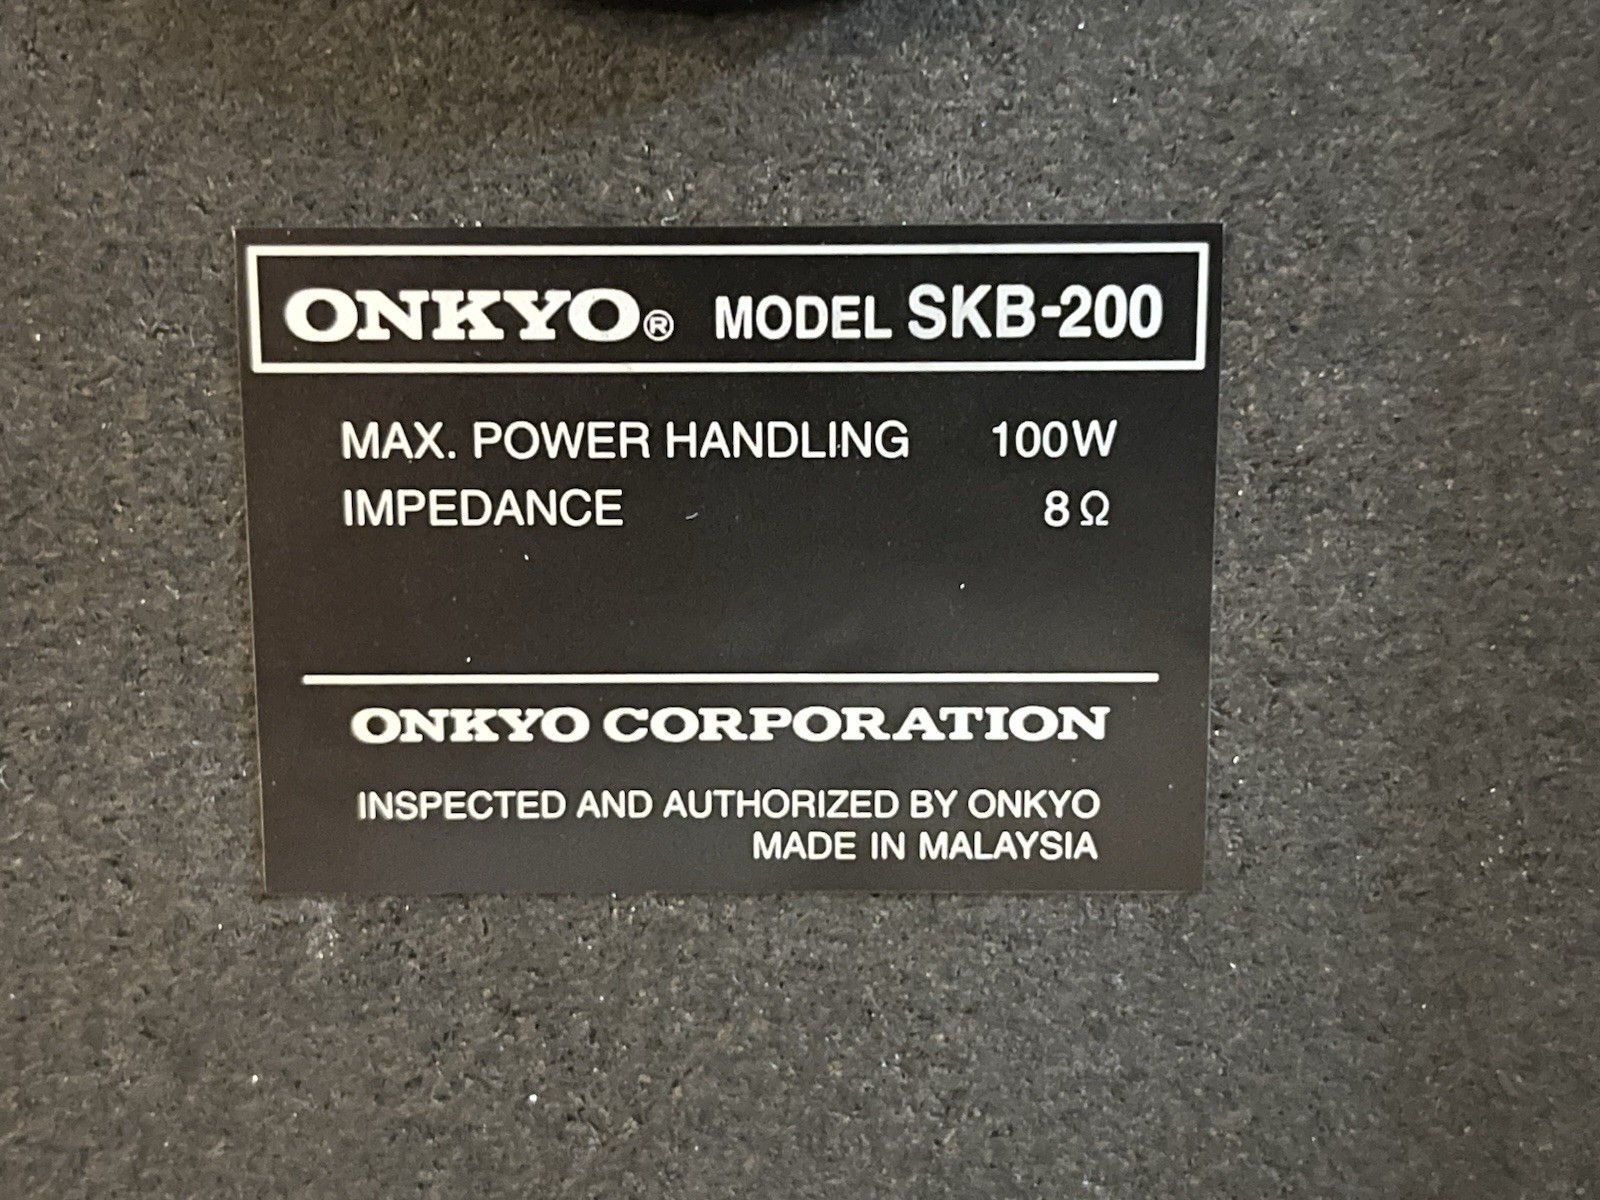 ONKYO® MODEL SKB-200
MAX. POWER HANDLING 100W
IMPEDANCE 8Ω
ONKYO CORPORATION
INSPECTED AND AUTHORIZED BY ONKYO
MADE IN MALAYSIA